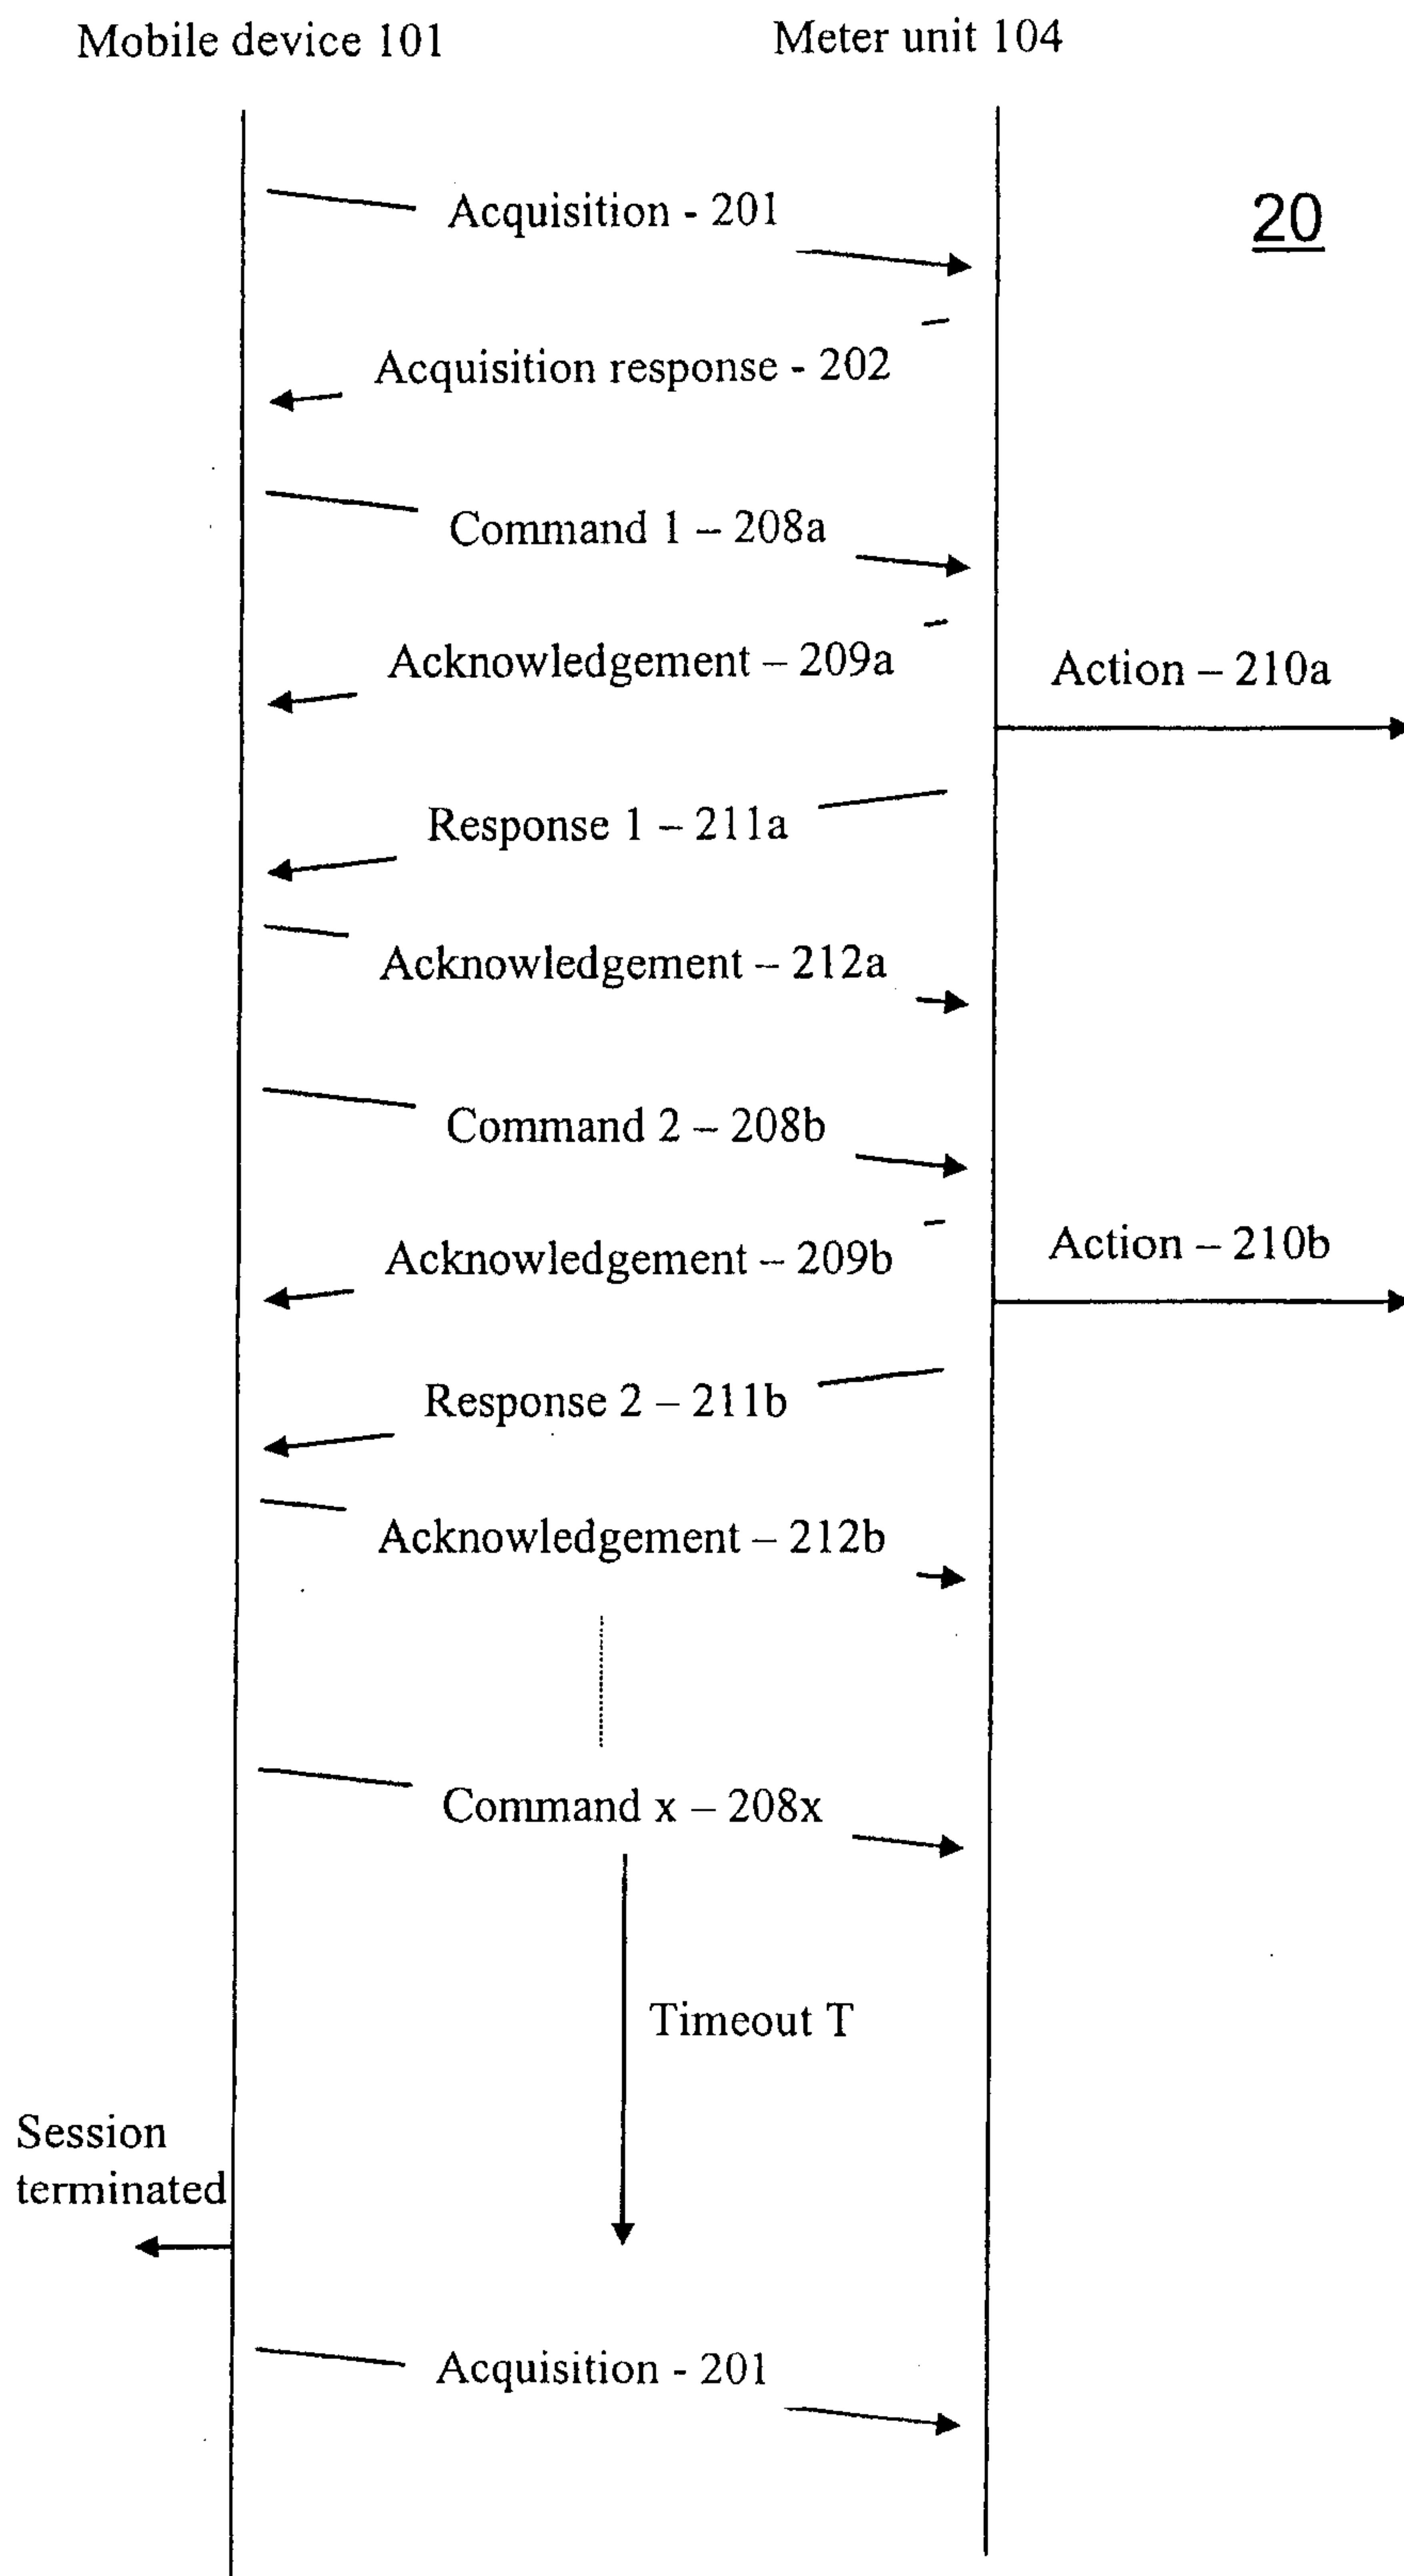 Mobile device 101
Meter unit 104
20
Acquisition - 201
Acquisition response - 202
Command 1 – 208a
Acknowledgement – 209a
Action – 210a
Response 1 – 211a
Acknowledgement – 212a
Command 2 – 208b
Acknowledgement – 209b
Action – 210b
Response 2 – 211b
Acknowledgement – 212b
Command x – 208x
Timeout T
Session
terminated
Acquisition - 201